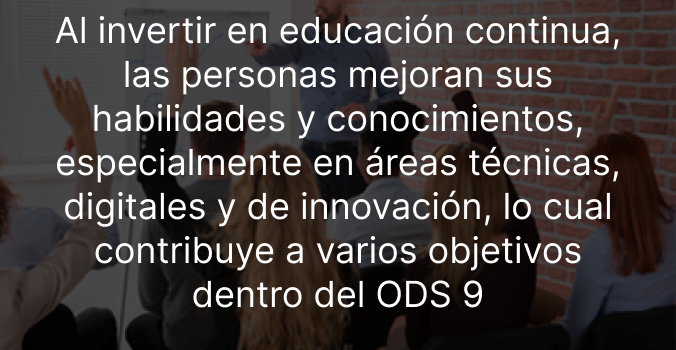 Al invertir en educación continua,
las personas mejoran sus
habilidades y conocimientos,
especialmente en áreas técnicas,
digitales y de innovación, lo cual
contribuye a varios objetivos
dentro del ODS 9